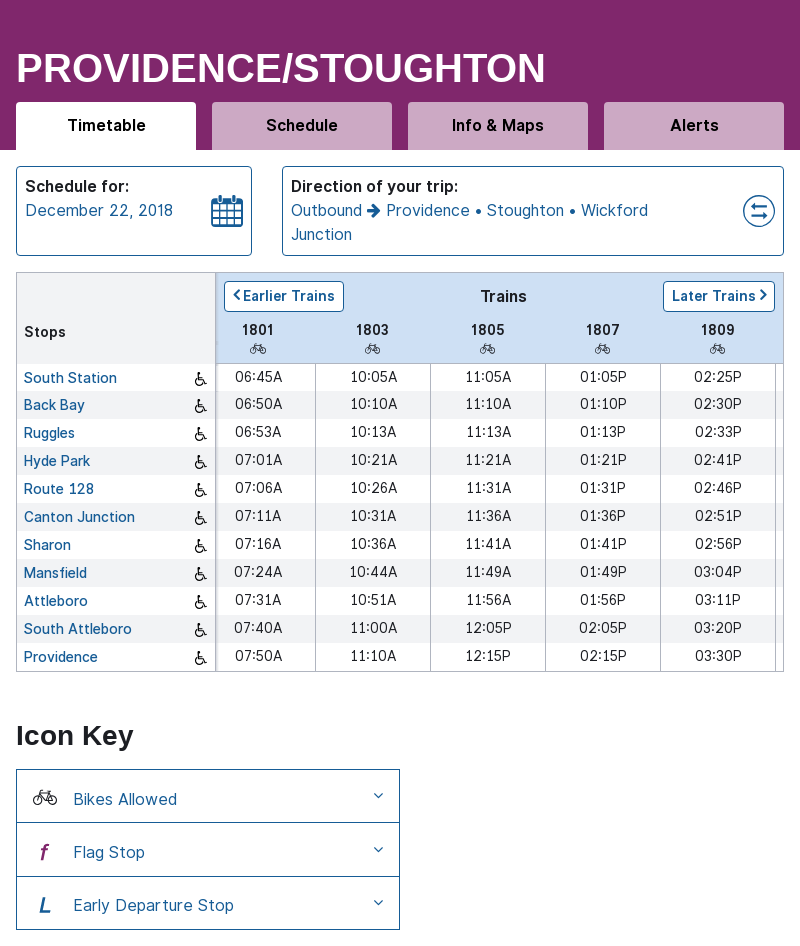 PROVIDENCE/STOUGHTON
Timetable Schedule Info & Maps Alerts
Schedule for:
December 22, 2018
Direction of your trip:
Outbound → Providence • Stoughton • Wickford
Junction
Earlier Trains Trains Later Trains
Stops 1801 1803 1805 1807 1809
South Station 06:45A 10:05A 11:05A 01:05P 02:25P
Back Bay 06:50A 10:10A 11:10A 01:10P 02:30P
Ruggles 06:53A 10:13A 11:13A 01:13P 02:33P
Hyde Park 07:01A 10:21A 11:21A 01:21P 02:41P
Route 128 07:06A 10:26A 11:31A 01:31P 02:46P
Canton Junction 07:11A 10:31A 11:36A 01:36P 02:51P
Sharon 07:16A 10:36A 11:41A 01:41P 02:56P
Mansfield 07:24A 10:44A 11:49A 01:49P 03:04P
Attleboro 07:31A 10:51A 11:56A 01:56P 03:11P
South Attleboro 07:40A 11:00A 12:05P 02:05P 03:20P
Providence 07:50A 11:10A 12:15P 02:15P 03:30P
Icon Key
Bikes Allowed
f Flag Stop
L Early Departure Stop